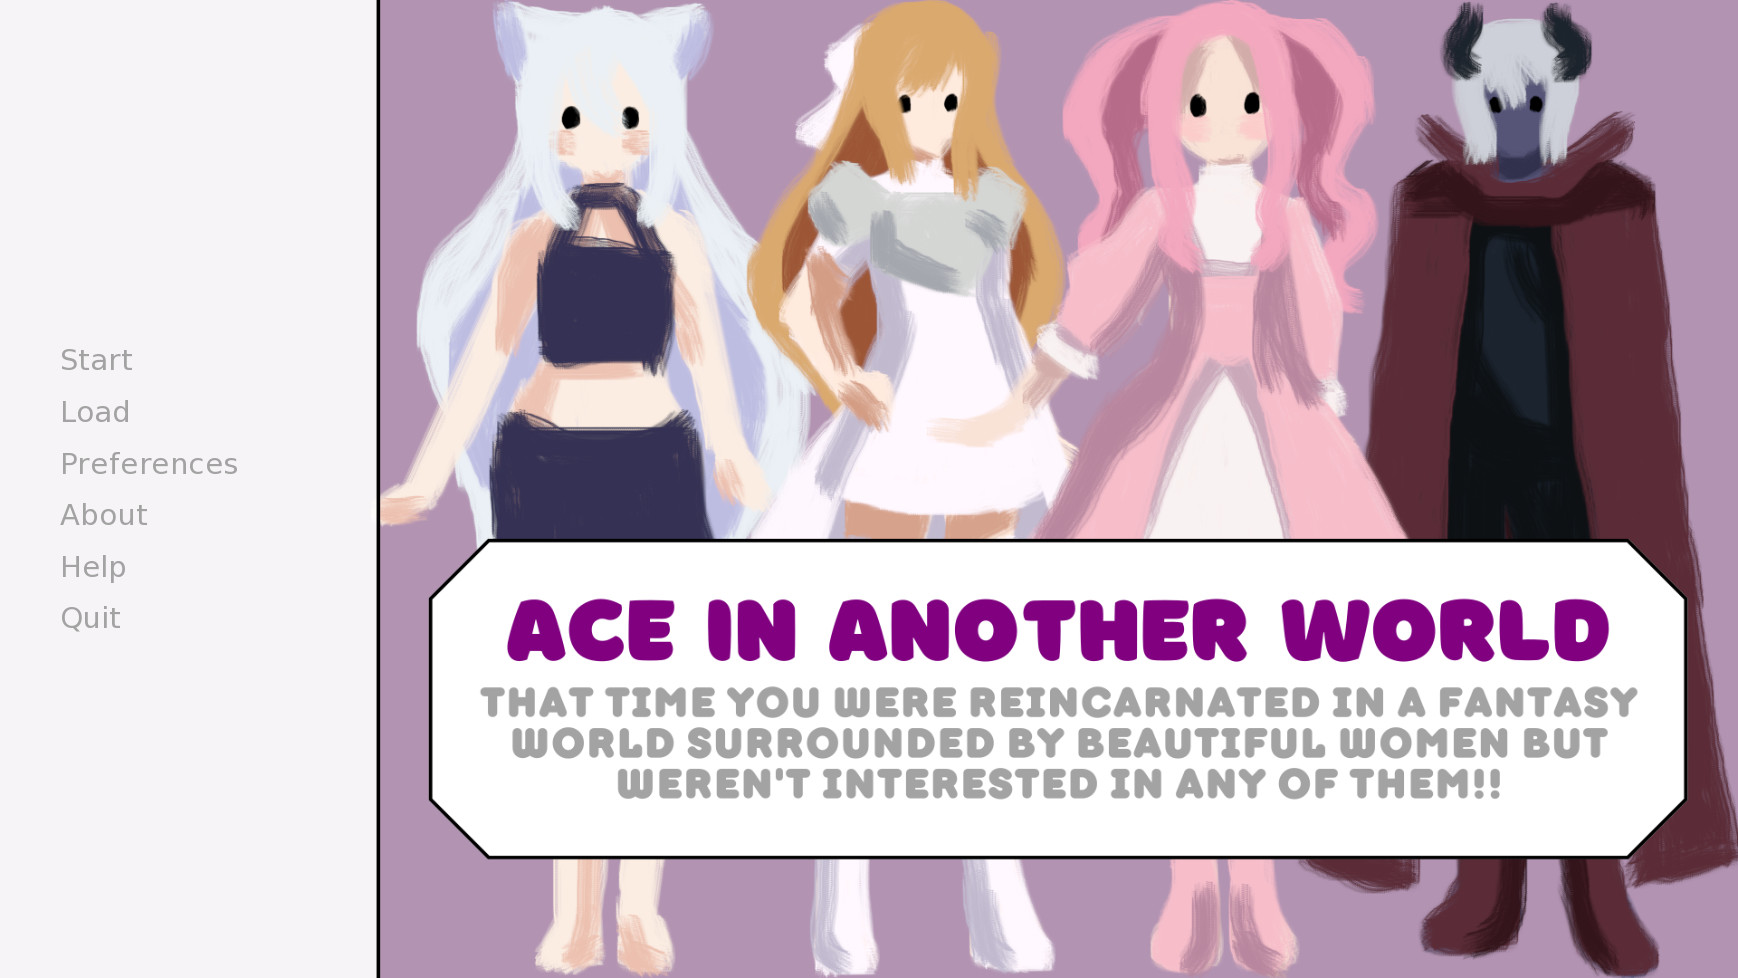 Start
Load
Preferences
About
Help
Quit
ACE IN ANOTHER WORLD
THAT TIME YOU WERE REINCARNATED IN A FANTASY
WORLD SURROUNDED BY BEAUTIFUL WOMEN BUT
WEREN'T INTERESTED IN ANY OF THEM!!